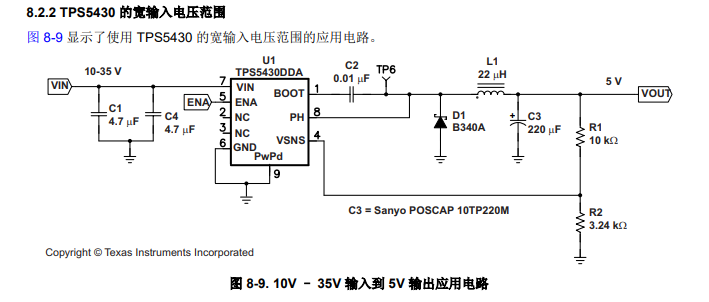 8.2.2 TPS5430 的宽输入电压范围
图 8-9 显示了使用 TPS5430 的宽输入电压范围的应用电路。
U1
TPS5430DDA
10-35 V
VIN
C1
4.7 µF
C4
4.7 µF
ENA
7 VIN
5 ENA
2 NC
3 NC
6 GND
BOOT 1
PH 8
VSNS 4
PwPd
9
C2
0.01 µF
TP6
L1
22 µH
D1
B340A
+
C3
220 µF
5 V
VOUT
R1
10 kΩ
R2
3.24 kΩ
C3 = Sanyo POSCAP 10TP220M
Copyright © Texas Instruments Incorporated
图 8-9. 10V － 35V 输入到 5V 输出应用电路